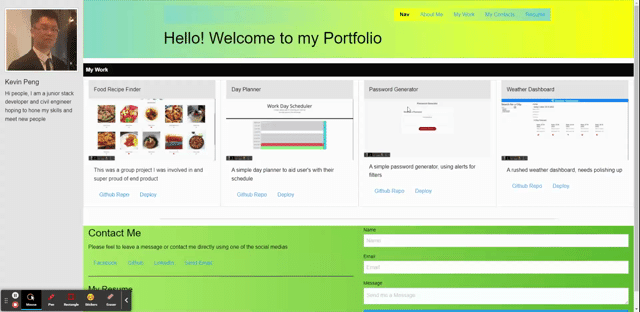 Nav About Me My Work My Contacts Resume
Hello! Welcome to my Portfolio
Kevin Peng
Hi people, I am a junior stack
developer and civil engineer
hoping to hone my skills and
meet new people
My Work
Food Recipe Finder
This was a group project I was involved in and
super proud of end product
Github Repo Deploy
Day Planner
Work Day Scheduler
A simple day planner to aid user's with their
schedule
Github Repo Deploy
Password Generator
A simple password generator, using alerts for
filters
Github Repo Deploy
Weather Dashboard
A rushed weather dashboard, needs polishing up
Github Repo Deploy
Contact Me
Please feel to leave a message or contact me directly using one of the social medias
Facebook Github LinkedIn Send Email
My Resume
Name
Name
Email
Email
Message
Send me a Message
Mouse Pen Rectangle Stickers Eraser